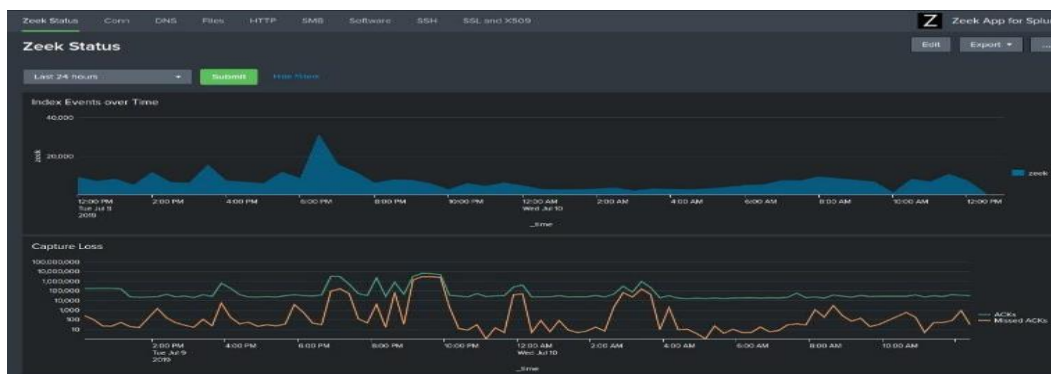 Zeek Status Conn DNS Files HTTP SMB Software SSH SSL and X509
Z Zeek App for Splu
Zeek Status
Edit Export ...
Last 24 hours Submit Hide Filters
Index Events over Time
40,000
20,000
zeek
zeek
12:00 PM 2:00 PM 4:00 PM 6:00 PM 8:00 PM 10:00 PM 12:00 AM 2:00 AM 4:00 AM 6:00 AM 8:00 AM 10:00 AM 12:00 PM
Tue Jul 9 Wed Jul 10
2019
_time
Capture Loss
100,000,000
10,000,000
1,000,000
100,000
10,000
1,000
100
10
ACKs
Missed ACKs
2:00 PM 4:00 PM 6:00 PM 8:00 PM 10:00 PM 12:00 AM 2:00 AM 4:00 AM 6:00 AM 8:00 AM 10:00 AM
Tue Jul 9 Wed Jul 10
2019
_time